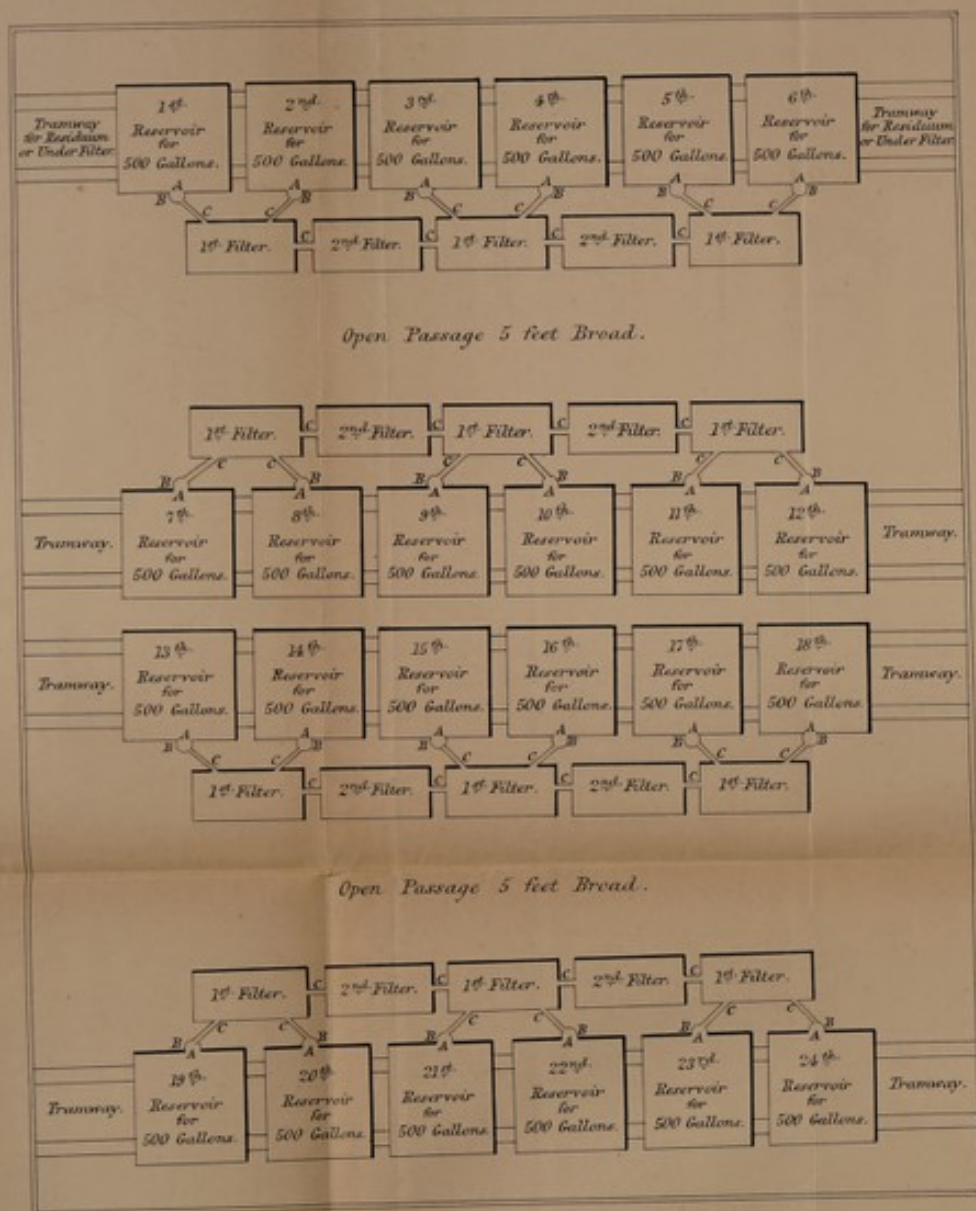 1st. 2nd. 3rd. 4th. 5th. 6th.
Tramway for Residuum or Under Filter.
Reservoir for 500 Gallons. Reservoir for 500 Gallons. Reservoir for 500 Gallons. Reservoir for 500 Gallons. Reservoir for 500 Gallons. Reservoir for 500 Gallons.
Tramway for Residuum or Under Filter
A A A A A A
B B B B B B
C C C C C C
1st Filter. C 2nd Filter. C 1st Filter. C 2nd Filter. C 1st Filter.
Open Passage 5 feet Broad.
1st Filter. C 2nd Filter. C 1st Filter. C 2nd Filter. C 1st Filter.
C C C C C C
B B B B B B
A A A A A A
7th. 8th. 9th. 10th. 11th. 12th.
Tramway. Reservoir Reservoir Reservoir Reservoir Reservoir Reservoir Tramway.
for for for for for for
500 Gallons. 500 Gallons. 500 Gallons. 500 Gallons. 500 Gallons. 500 Gallons.
13th. 14th. 15th. 16th. 17th. 18th.
Tramway. Reservoir Reservoir Reservoir Reservoir Reservoir Reservoir Tramway.
for for for for for for
500 Gallons. 500 Gallons. 500 Gallons. 500 Gallons. 500 Gallons. 500 Gallons.
A A A A A A
B B B B B B
C C C C C C
1st Filter. C 2nd Filter. C 1st Filter. C 2nd Filter. C 1st Filter.
Open Passage 5 feet Broad.
1st Filter. C 2nd Filter. C 1st Filter. C 2nd Filter. C 1st Filter.
C C C C C C
B B B B B B
A A A A A A
19th. 20th. 21st. 22nd. 23rd. 24th.
Tramway. Reservoir Reservoir Reservoir Reservoir Reservoir Reservoir Tramway.
for for for for for for
500 Gallons. 500 Gallons. 500 Gallons. 500 Gallons. 500 Gallons. 500 Gallons.